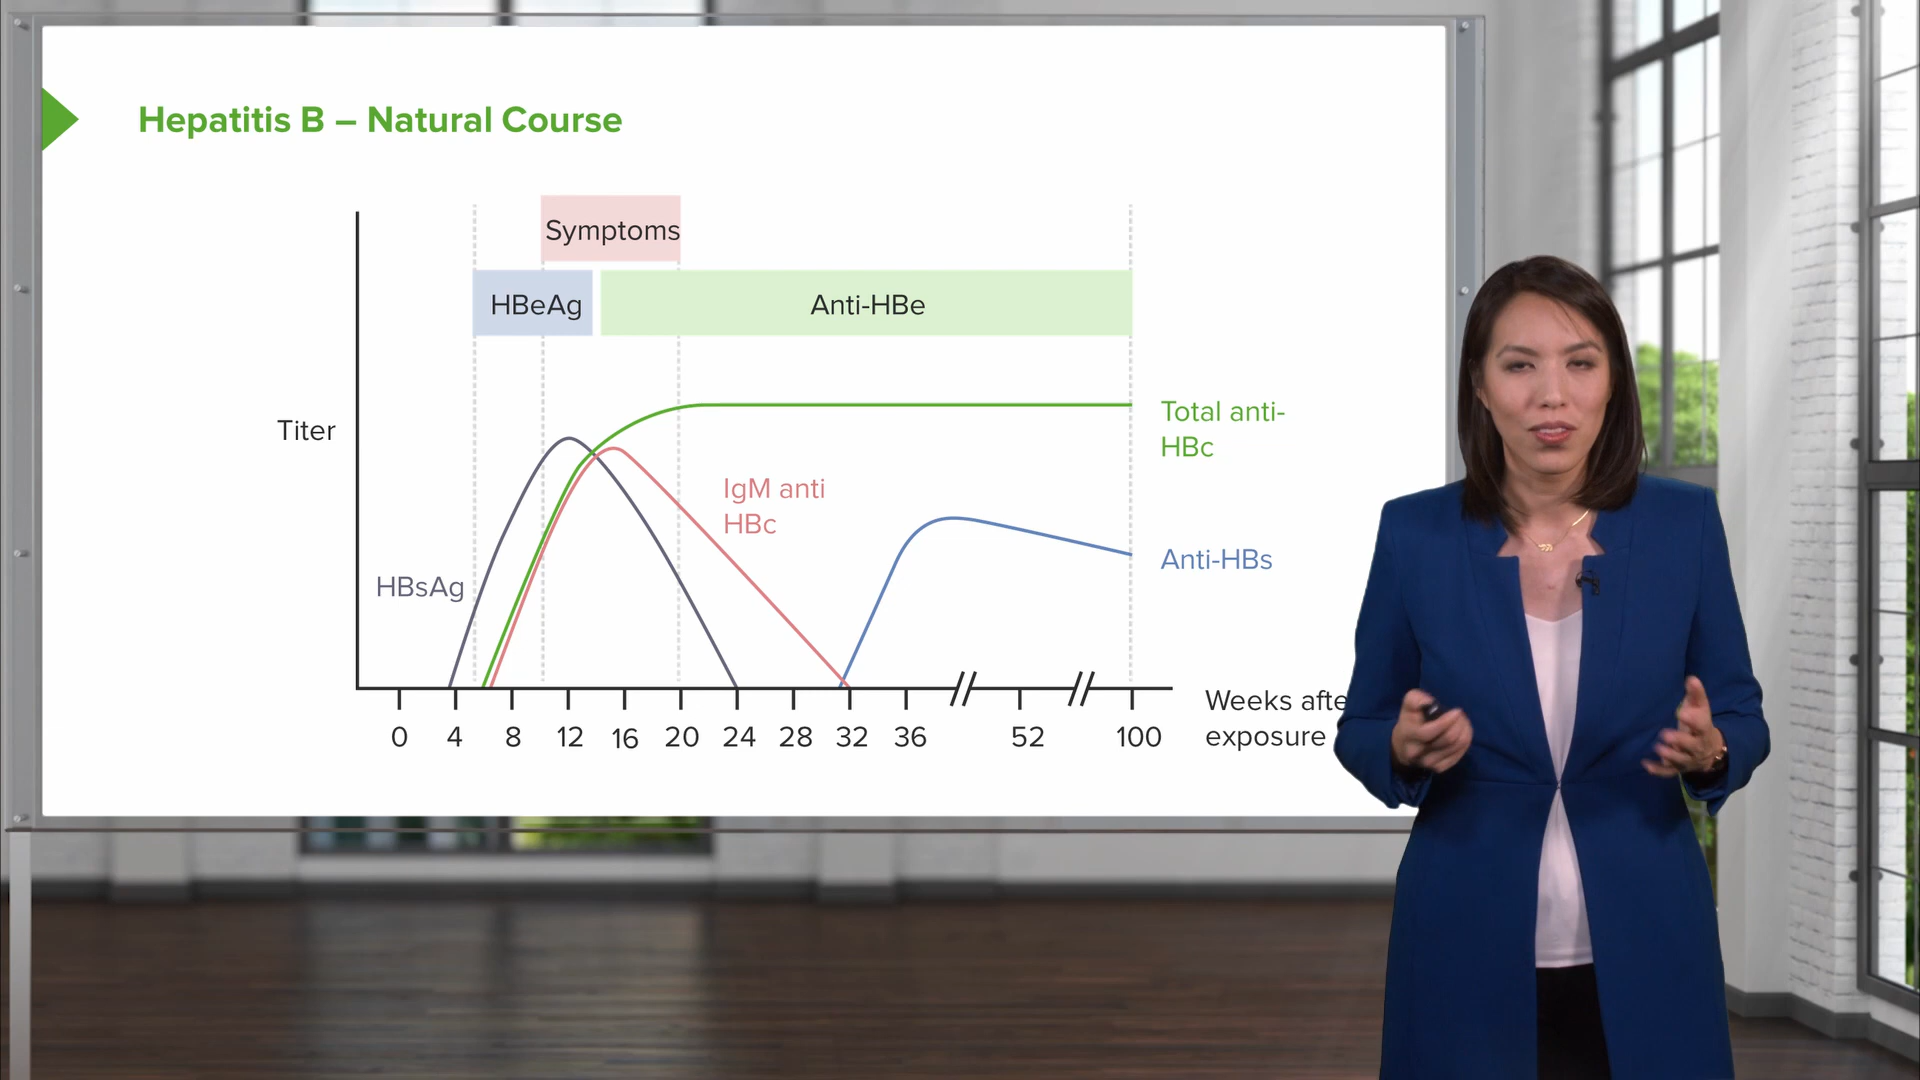 Hepatitis B – Natural Course
Symptoms
HBeAg
Anti-HBe
Titer
Total anti-
HBc
IgM anti
HBc
Anti-HBs
HBsAg
0 4 8 12 16 20 24 28 32 36 52 100
Weeks afte
exposure